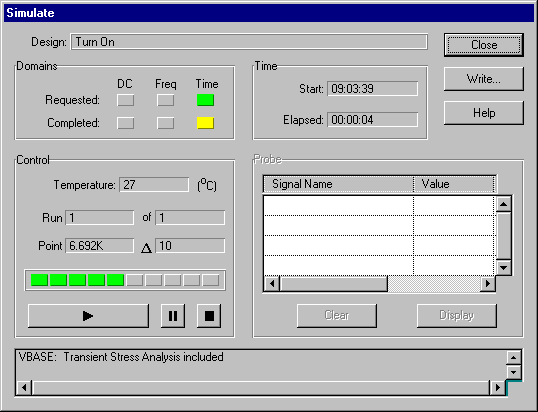 Simulate
Design: Turn On
Close
Domains
DC Freq Time
Requested:
Completed:
Time
Start: 09:03:39
Elapsed: 00:00:04
Write...
Help
Control
Temperature: 27 (°C)
Run 1 of 1
Point 6.692K Δ 10
Probe
Signal Name Value
Clear Display
VBASE: Transient Stress Analysis included